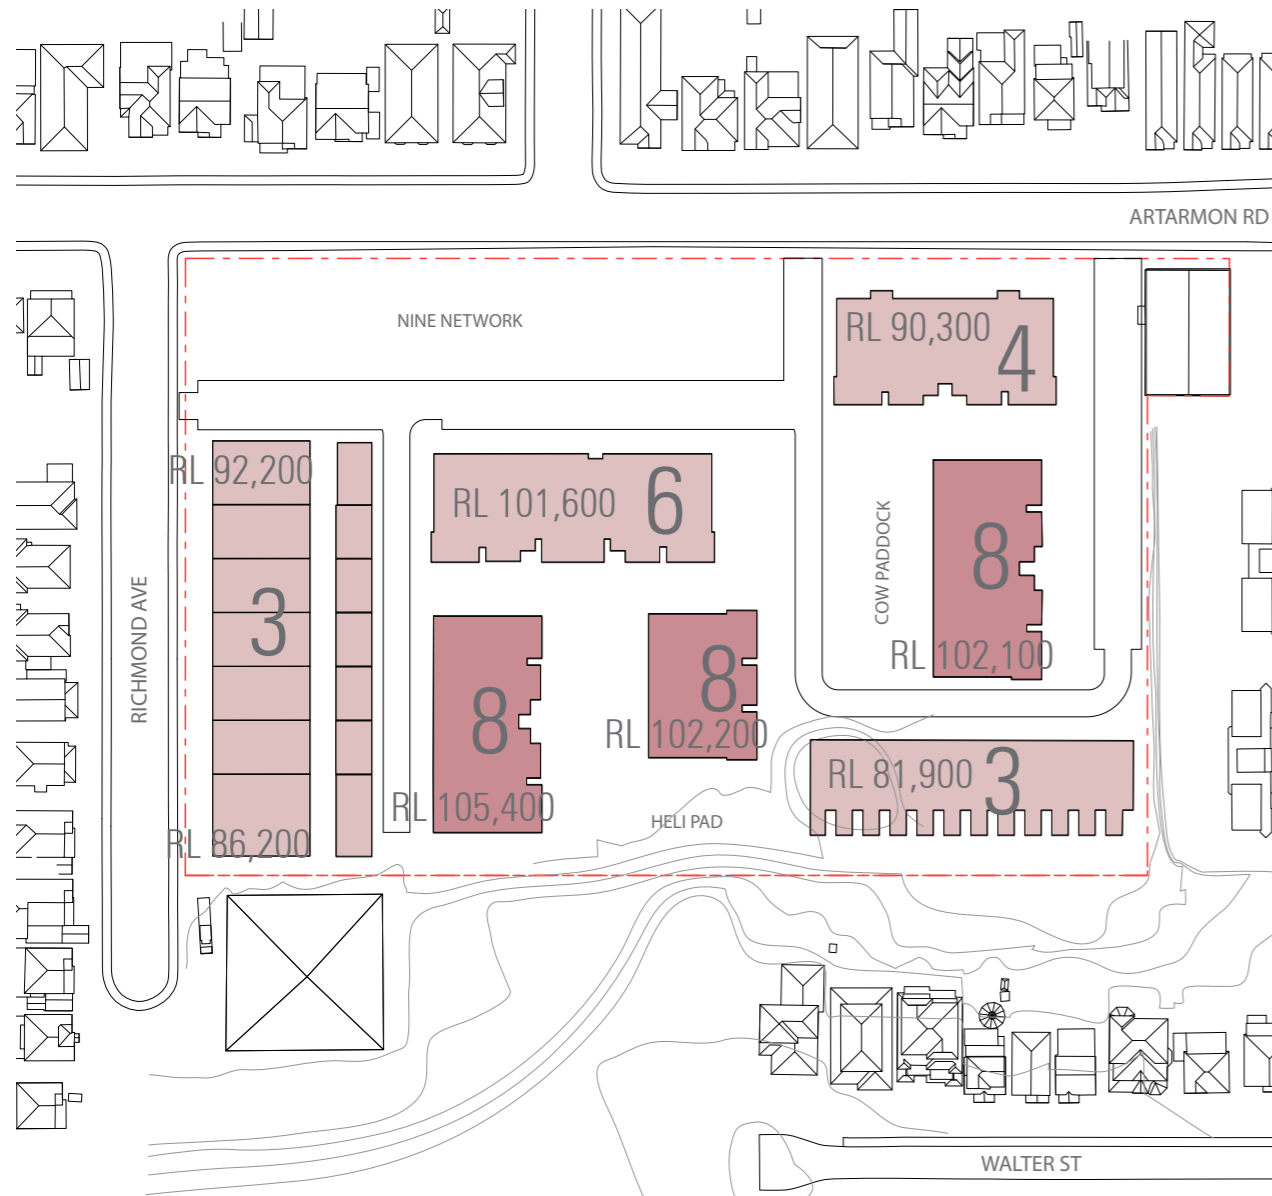 ARTARMON RD
NINE NETWORK
RL 90,300
4
RL 92,200
RL 101,600
6
COW PADDOCK
8
RL 102,100
RICHMOND AVE
3
8
RL 105,400
8
RL 102,200
RL 81,900
3
HELI PAD
RL 86,200
WALTER ST